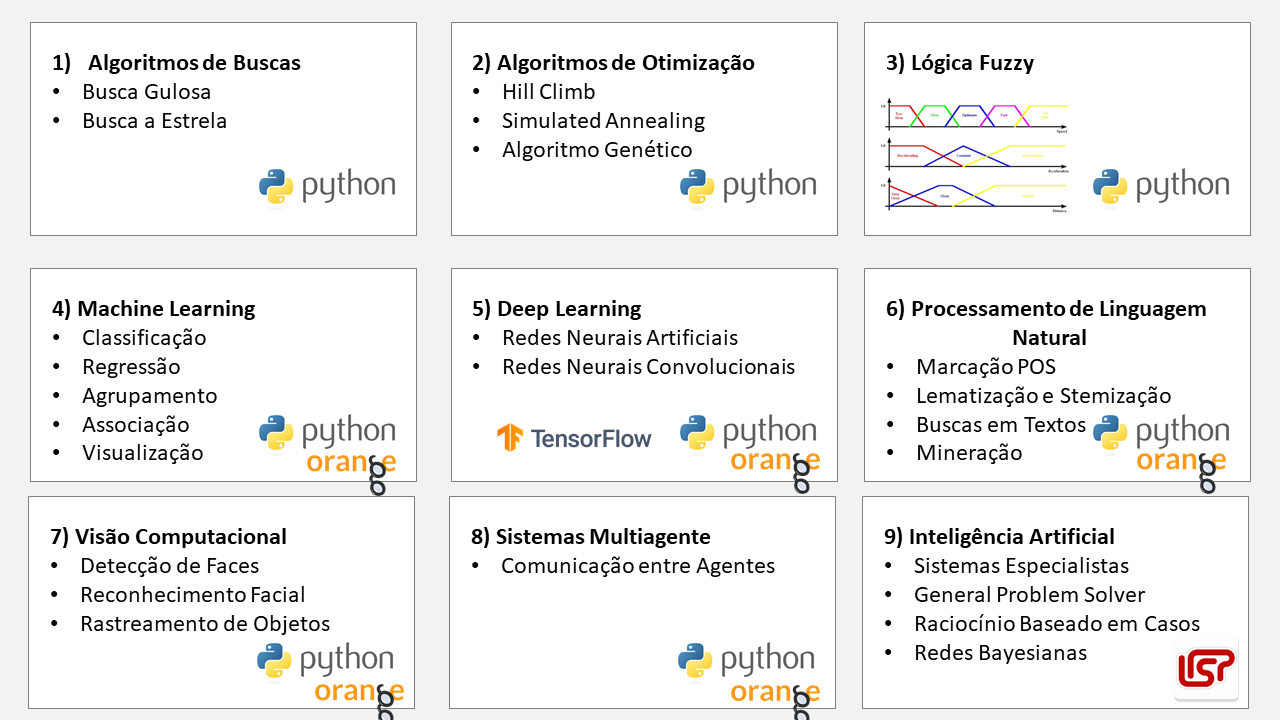 1) Algoritmos de Buscas
• Busca Gulosa
• Busca a Estrela
python
2) Algoritmos de Otimização
• Hill Climb
• Simulated Annealing
• Algoritmo Genético
python
3) Lógica Fuzzy
Speed
Acceleration
Distance
python
4) Machine Learning
• Classificação
• Regressão
• Agrupamento
• Associação
• Visualização
python
orange
5) Deep Learning
• Redes Neurais Artificiais
• Redes Neurais Convolucionais
TensorFlow
python
orange
6) Processamento de Linguagem
Natural
• Marcação POS
• Lematização e Stemização
• Buscas em Textos
• Mineração
python
orange
7) Visão Computacional
• Detecção de Faces
• Reconhecimento Facial
• Rastreamento de Objetos
python
orange
8) Sistemas Multiagente
• Comunicação entre Agentes
python
orange
9) Inteligência Artificial
• Sistemas Especialistas
• General Problem Solver
• Raciocínio Baseado em Casos
• Redes Bayesianas
LISP